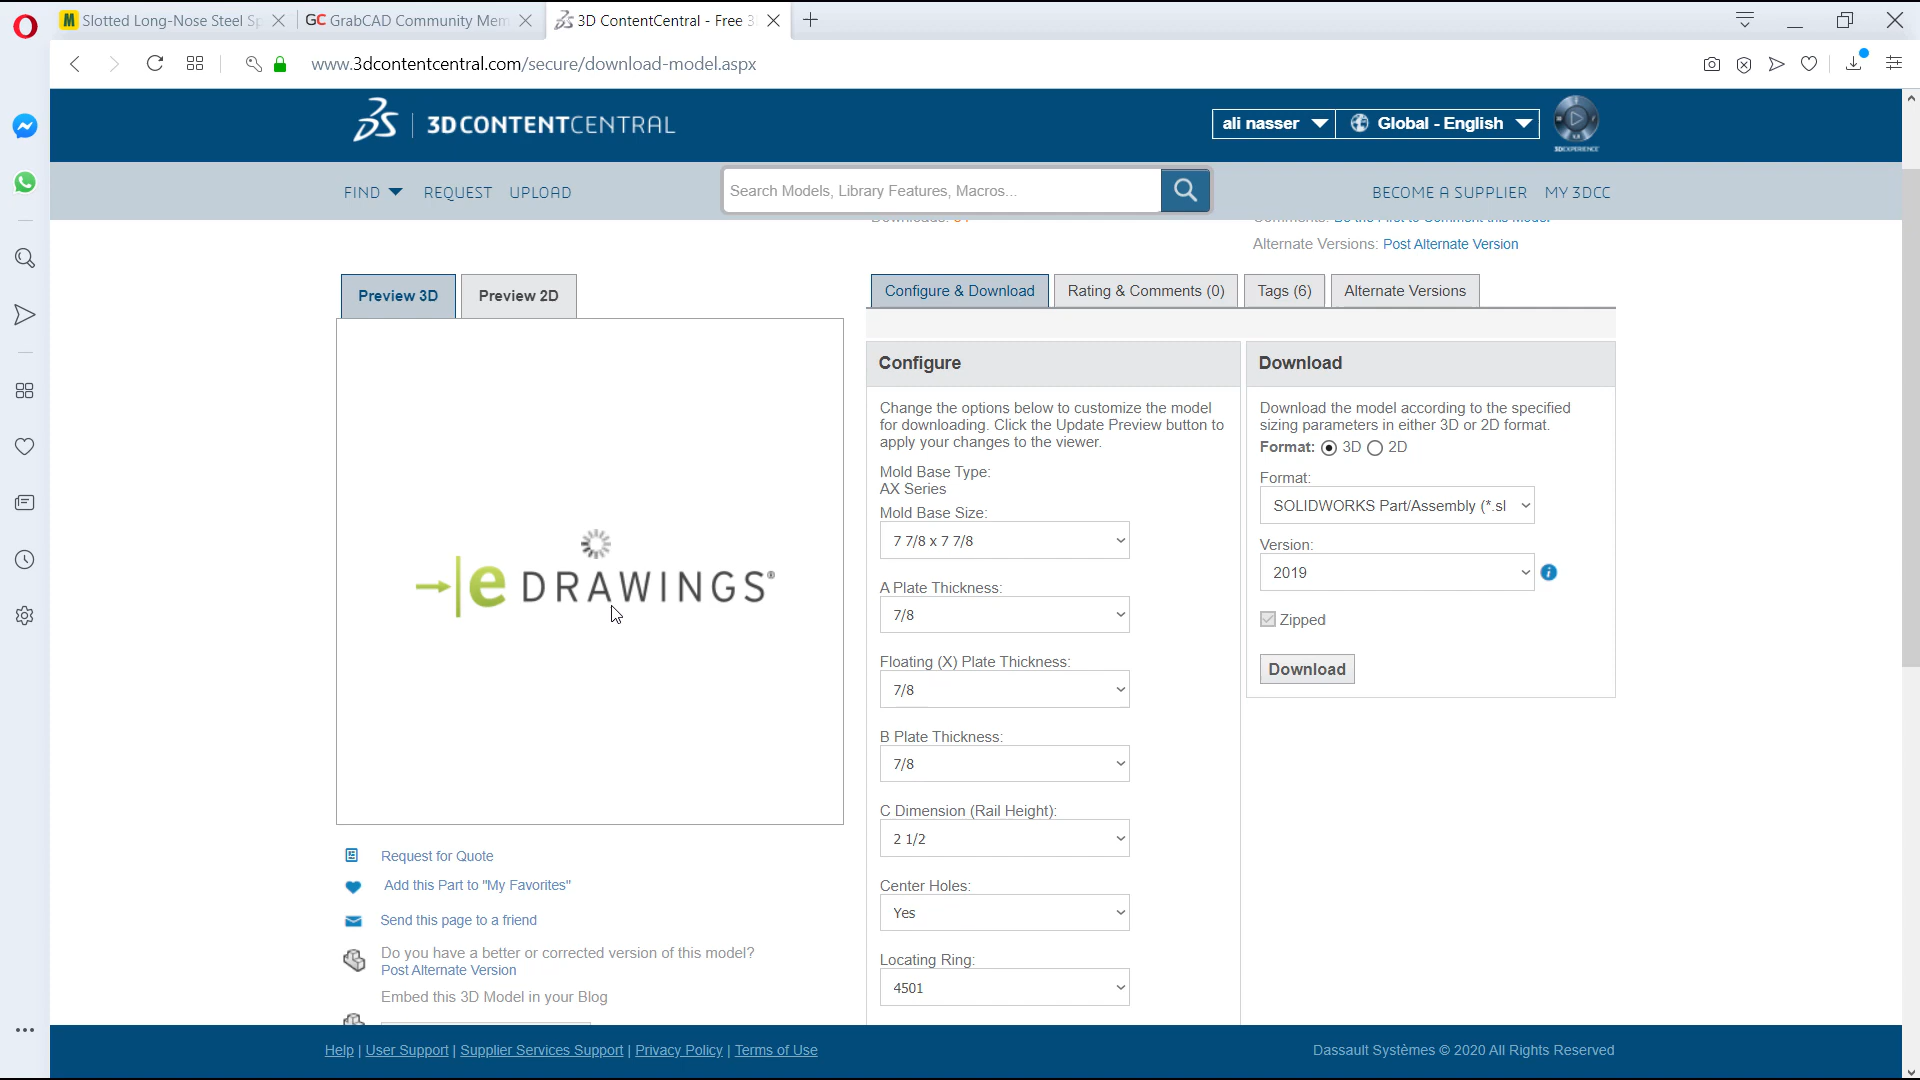 Slotted Long-Nose Steel Sp
GC GrabCAD Community Mem
3D ContentCentral - Free 3
www.3dcontentcentral.com/secure/download-model.aspx
3DCONTENTCENTRAL
ali nasser
Global - English
3DEXPERIENCE
FIND
REQUEST
UPLOAD
Search Models, Library Features, Macros...
BECOME A SUPPLIER
MY 3DCC
Alternate Versions: Post Alternate Version
Preview 3D
Preview 2D
Configure & Download
Rating & Comments (0)
Tags (6)
Alternate Versions
eDRAWINGS®
Configure
Change the options below to customize the model
for downloading. Click the Update Preview button to
apply your changes to the viewer.
Mold Base Type:
AX Series
Mold Base Size:
7 7/8 x 7 7/8
A Plate Thickness:
7/8
Floating (X) Plate Thickness:
7/8
B Plate Thickness:
7/8
C Dimension (Rail Height):
2 1/2
Center Holes:
Yes
Locating Ring:
4501
Download
Download the model according to the specified
sizing parameters in either 3D or 2D format.
Format: 3D 2D
Format:
SOLIDWORKS Part/Assembly (*.sl
Version:
2019
Zipped
Download
Request for Quote
Add this Part to "My Favorites"
Send this page to a friend
Do you have a better or corrected version of this model?
Post Alternate Version
Embed this 3D Model in your Blog
Help | User Support | Supplier Services Support | Privacy Policy | Terms of Use
Dassault Systèmes © 2020 All Rights Reserved